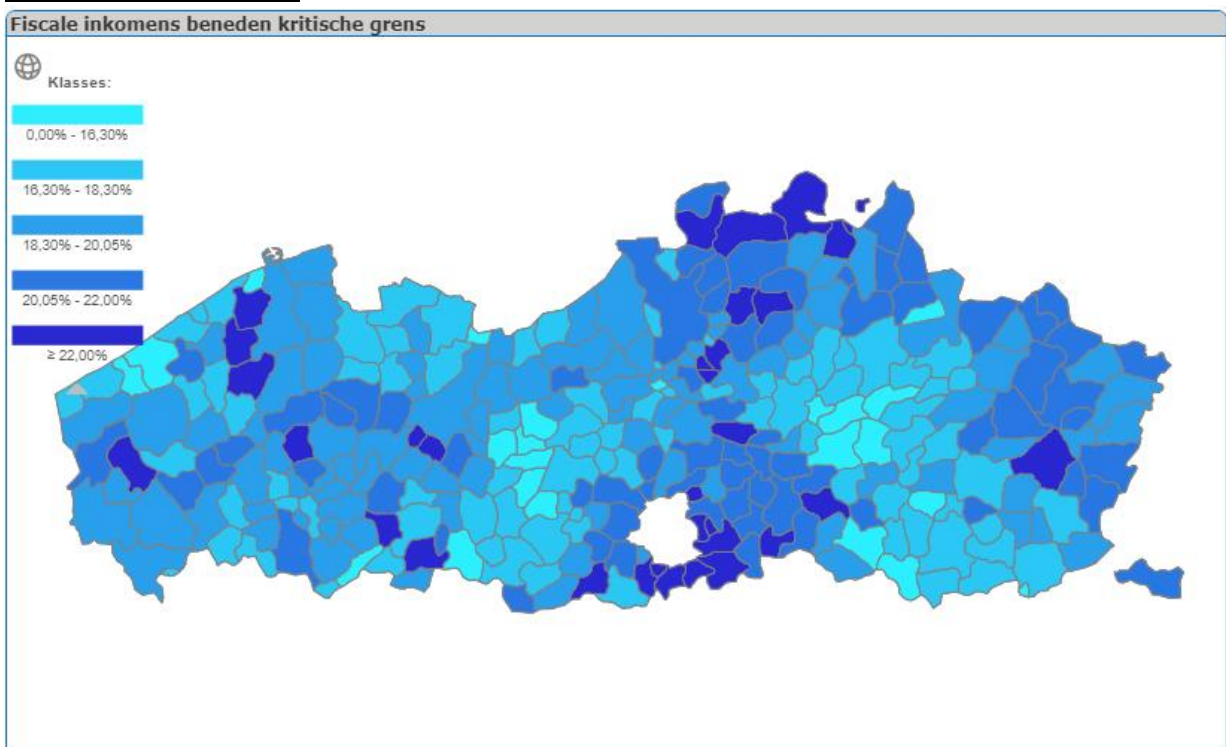 Fiscale inkomens beneden kritische grens
Klasses:
0,00% - 16,30%
16,30% - 18,30%
18,30% - 20,05%
20,05% - 22,00%
≥ 22,00%